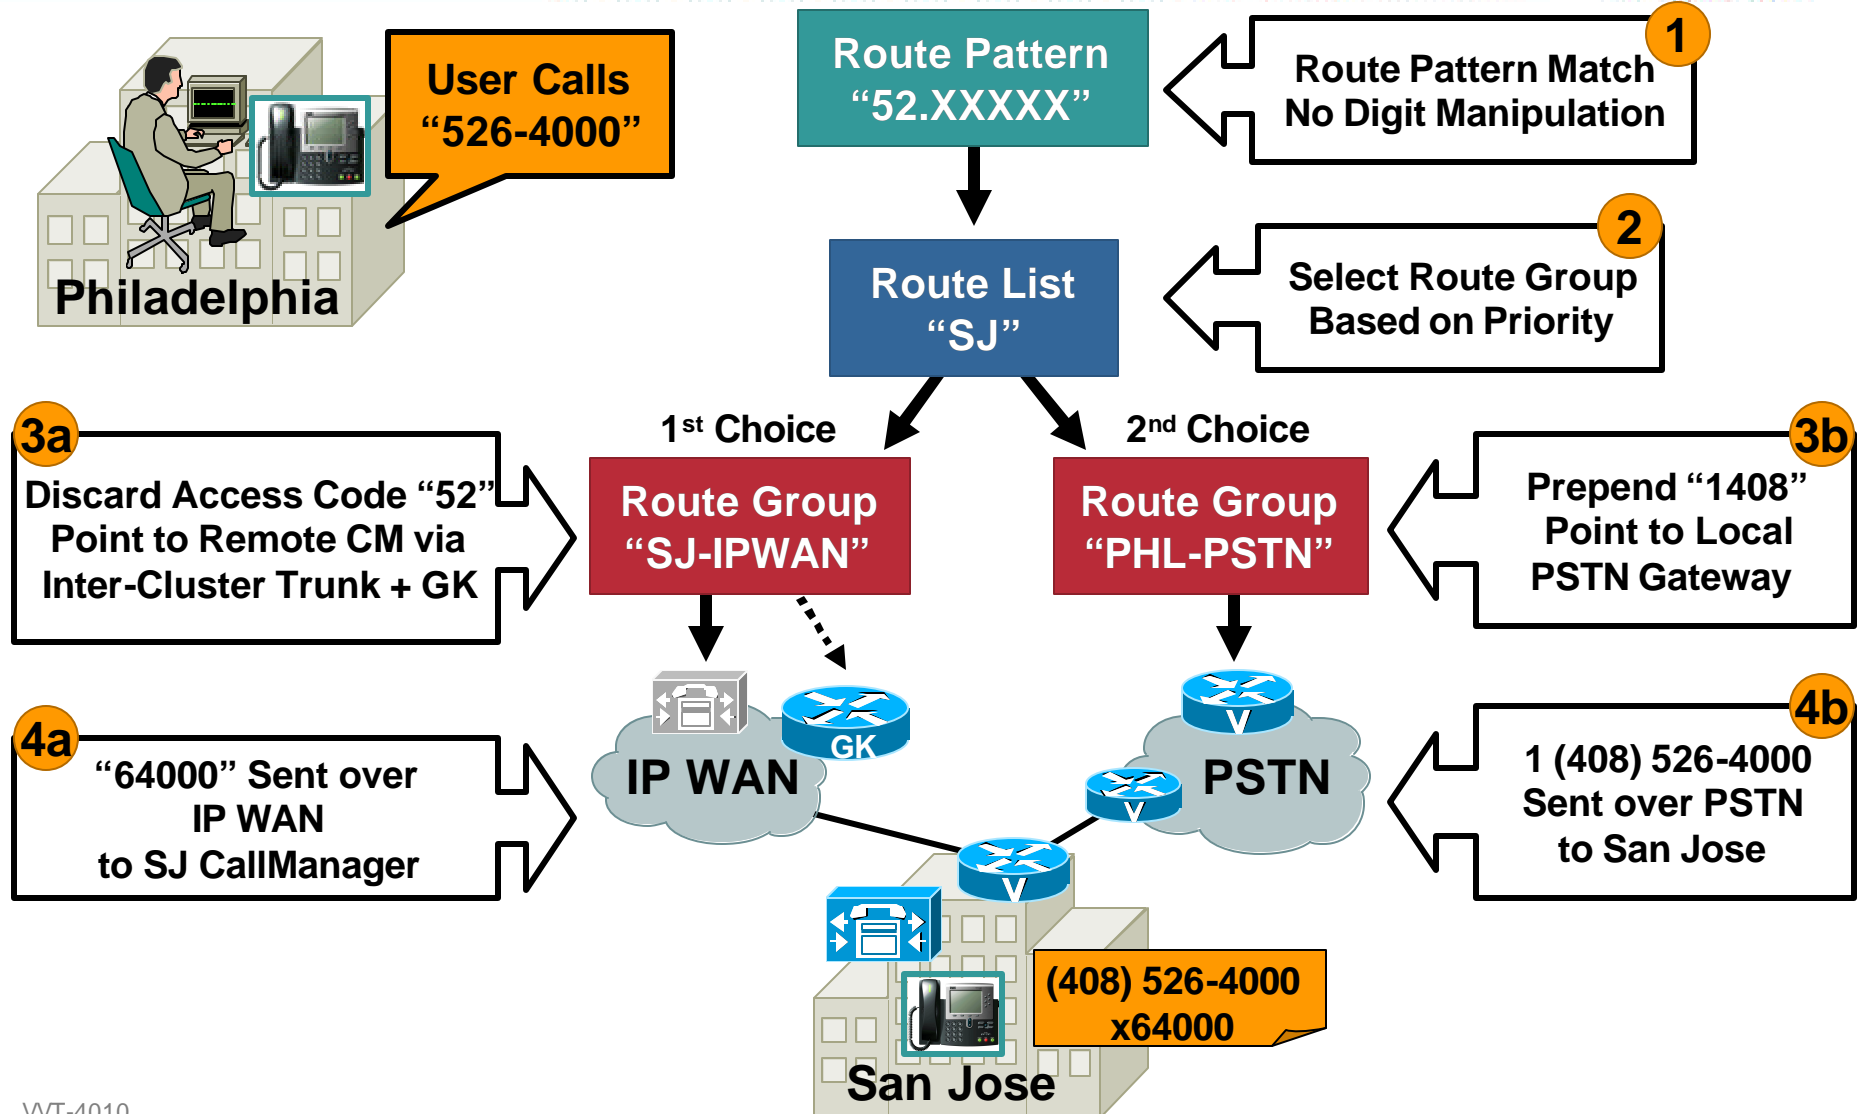 User Calls
“526-4000”
Philadelphia
Route Pattern
“52.XXXXX”
1
Route Pattern Match
No Digit Manipulation
Route List
“SJ”
2
Select Route Group
Based on Priority
1st Choice
2nd Choice
3a
Discard Access Code “52”
Point to Remote CM via
Inter-Cluster Trunk + GK
Route Group
“SJ-IPWAN”
Route Group
“PHL-PSTN”
3b
Prepend “1408”
Point to Local
PSTN Gateway
4a
“64000” Sent over
IP WAN
to SJ CallManager
GK
IP WAN
V
PSTN
V
4b
1 (408) 526-4000
Sent over PSTN
to San Jose
V
(408) 526-4000
x64000
San Jose
VVT-4010